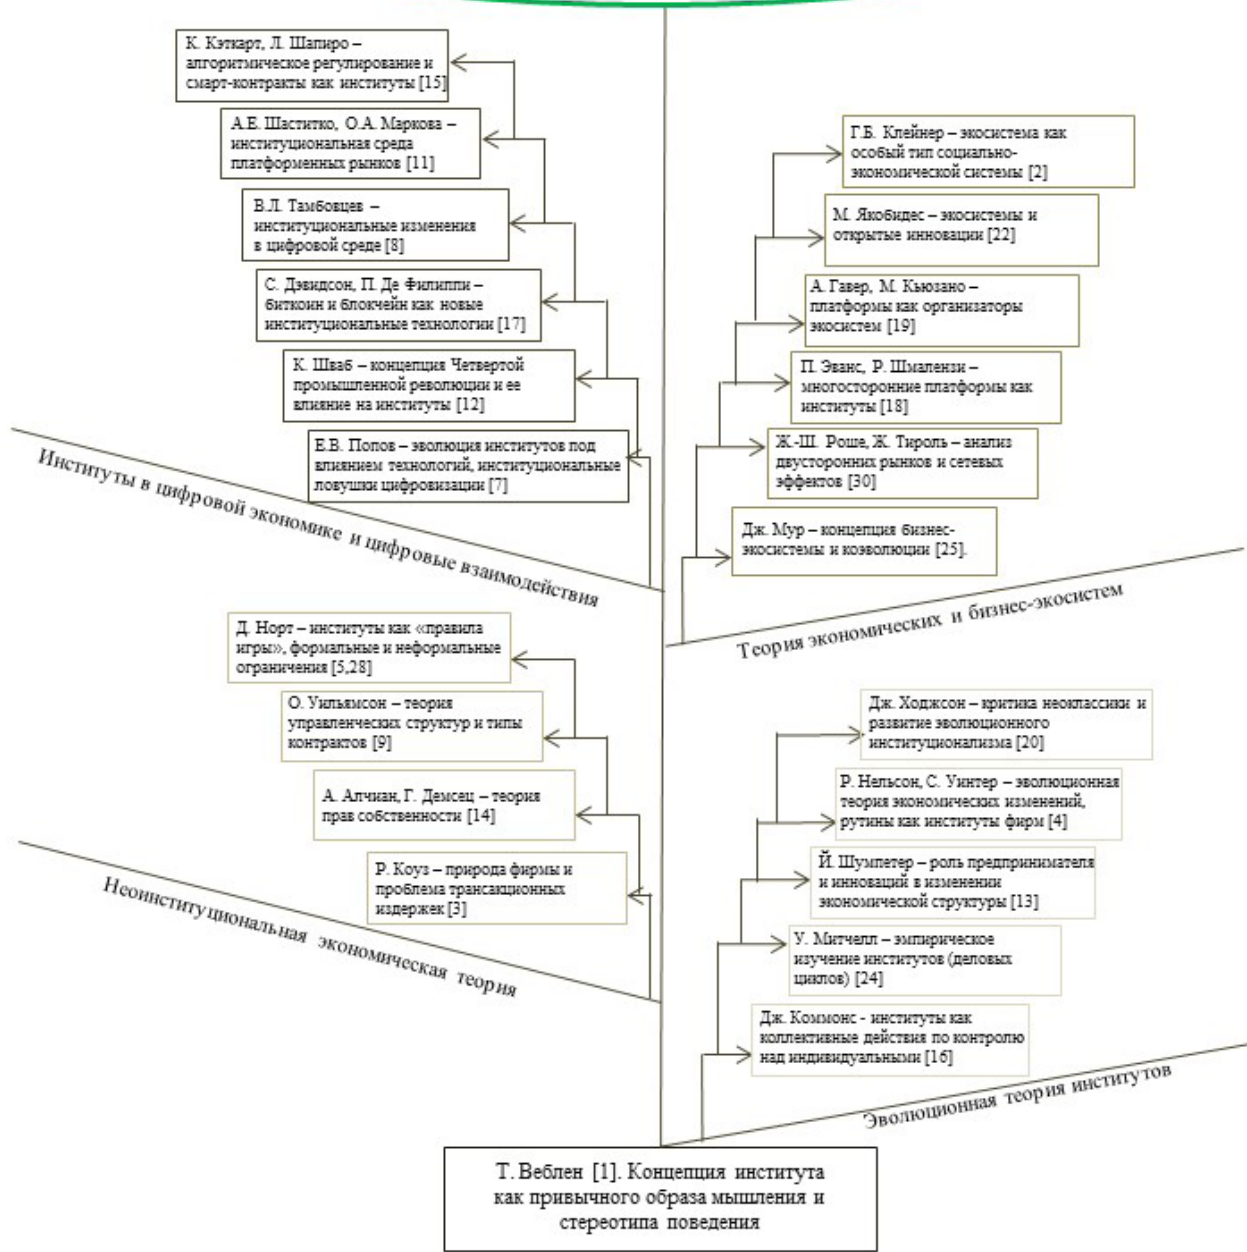 К. Кэткарт, Л. Шапиро –
алгоритмическое регулирование и
смарт-контракты как институты [15]
А.Е. Шаститко, О.А. Маркова –
институциональная среда
платформенных рынков [11]
В.Л. Тамбовцев –
институциональные изменения
в цифровой среде [8]
С. Дэвидсон, П. Де Филиппи –
биткоин и блокчейн как новые
институциональные технологии [17]
К. Шваб – концепция Четвертой
промышленной революции и ее
влияние на институты [12]
Е.В. Попов – эволюция институтов под
влиянием технологий, институциональные
ловушки цифровизации [7]
Институты в цифровой экономике и цифровые взаимодействия
Г.Б. Клейнер – экосистема как
особый тип социально-
экономической системы [2]
М. Якобидес – экосистемы и
открытые инновации [22]
А. Гавер, М. Кьюзано –
платформы как организаторы
экосистем [19]
П. Эванс, Р. Шмалензи –
многосторонние платформы как
институты [18]
Ж.-Ш. Роше, Ж. Тироль – анализ
двусторонних рынков и сетевых
эффектов [30]
Дж. Мур – концепция бизнес-
экосистемы и коэволюции [25].
Теория экономических и бизнес-экосистем
Д. Норт – институты как «правила
игры», формальные и неформальные
ограничения [5,28]
О. Уильямсон – теория
управленческих структур и типы
контрактов [9]
А. Алчиан, Г. Демсец – теория
прав собственности [14]
Р. Коуз – природа фирмы и
проблема трансакционных
издержек [3]
Неоинституциональная экономическая теория
Дж. Ходжсон – критика неоклассики и
развитие эволюционного
институционализма [20]
Р. Нельсон, С. Уинтер – эволюционная
теория экономических изменений,
рутины как институты фирм [4]
Й. Шумпетер – роль предпринимателя
и инноваций в изменении
экономической структуры [13]
У. Митчелл – эмпирическое
изучение институтов (деловых
циклов) [24]
Дж. Коммонс - институты как
коллективные действия по контролю
над индивидуальными [16]
Эволюционная теория институтов
Т. Веблен [1]. Концепция института
как привычного образа мышления и
стереотипа поведения